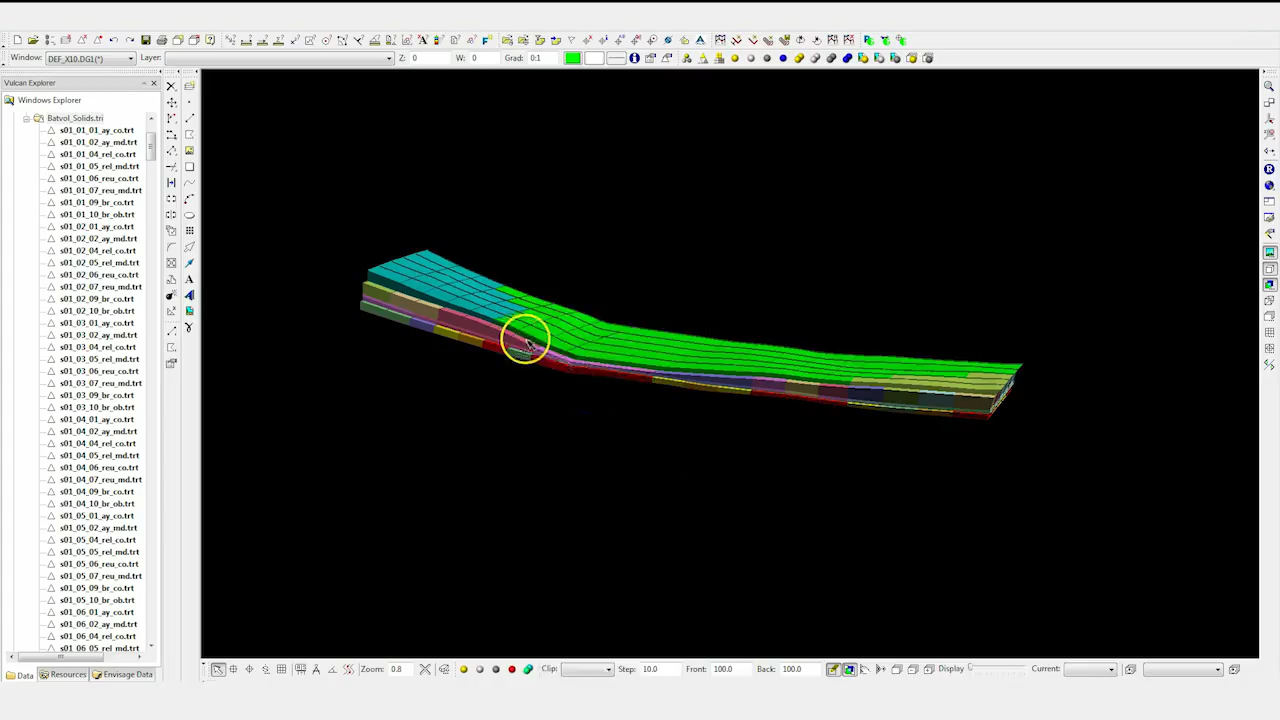 Window: DEF_X10.DG1(*) Layer: Z: 0 W: 0 Grad: 0:1
Vulcan Explorer
Windows Explorer
Batvol_Solids.tri
s01_01_01_ay_co.trt
s01_01_02_ay_md.trt
s01_01_04_rel_co.trt
s01_01_05_rel_md.trt
s01_01_06_reu_co.trt
s01_01_07_reu_md.trt
s01_01_09_br_co.trt
s01_01_10_br_ob.trt
s01_02_01_ay_co.trt
s01_02_02_ay_md.trt
s01_02_04_rel_co.trt
s01_02_05_rel_md.trt
s01_02_06_reu_co.trt
s01_02_07_reu_md.trt
s01_02_09_br_co.trt
s01_02_10_br_ob.trt
s01_03_01_ay_co.trt
s01_03_02_ay_md.trt
s01_03_04_rel_co.trt
s01_03_05_rel_md.trt
s01_03_06_reu_co.trt
s01_03_07_reu_md.trt
s01_03_09_br_co.trt
s01_03_10_br_ob.trt
s01_04_01_ay_co.trt
s01_04_02_ay_md.trt
s01_04_04_rel_co.trt
s01_04_05_rel_md.trt
s01_04_06_reu_co.trt
s01_04_07_reu_md.trt
s01_04_09_br_co.trt
s01_04_10_br_ob.trt
s01_05_01_ay_co.trt
s01_05_02_ay_md.trt
s01_05_04_rel_co.trt
s01_05_05_rel_md.trt
s01_05_06_reu_co.trt
s01_05_07_reu_md.trt
s01_05_09_br_co.trt
s01_05_10_br_ob.trt
s01_06_01_ay_co.trt
s01_06_02_ay_md.trt
s01_06_04_rel_co.trt
s01_06_05_rel_md.trt
Data Resources Envisage Data
Zoom: 0.8 Clip: Step: 10.0 Front: 100.0 Back: 100.0 Display Current: